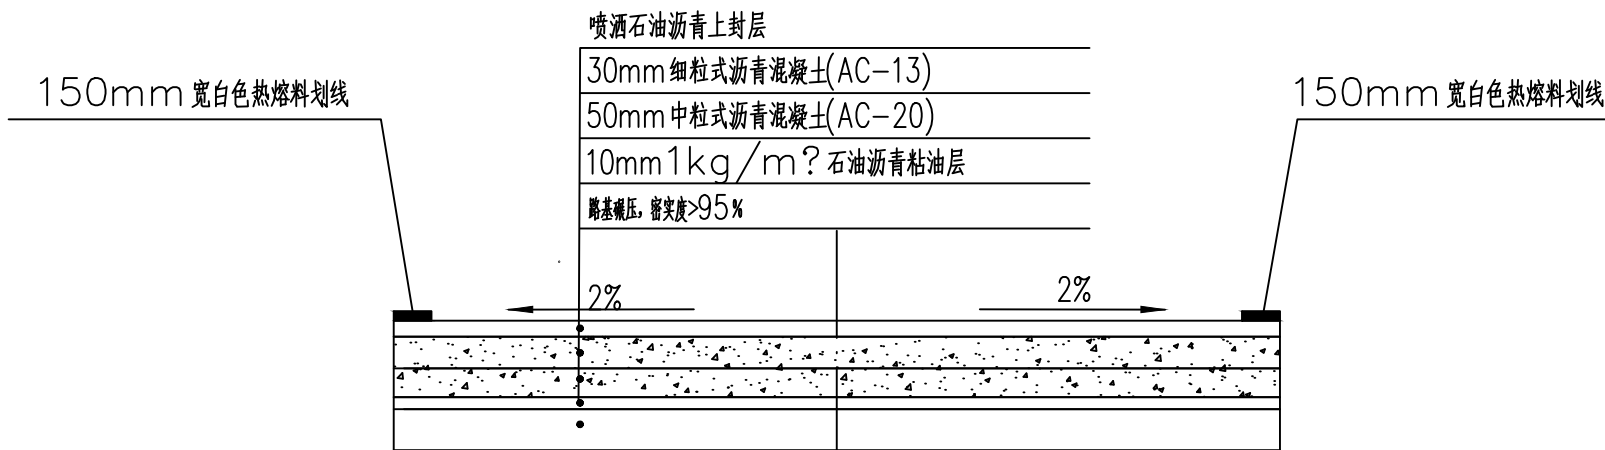 喷洒石油沥青上封层
30mm细粒式沥青混凝土(AC-13)
150mm宽白色热熔料划线
150mm宽白色热熔料划线
50mm中粒式沥青混凝土(AC-20)
10mm1kg/m?石油沥青粘油层
路基碾压,密实度>95%
2%
2%